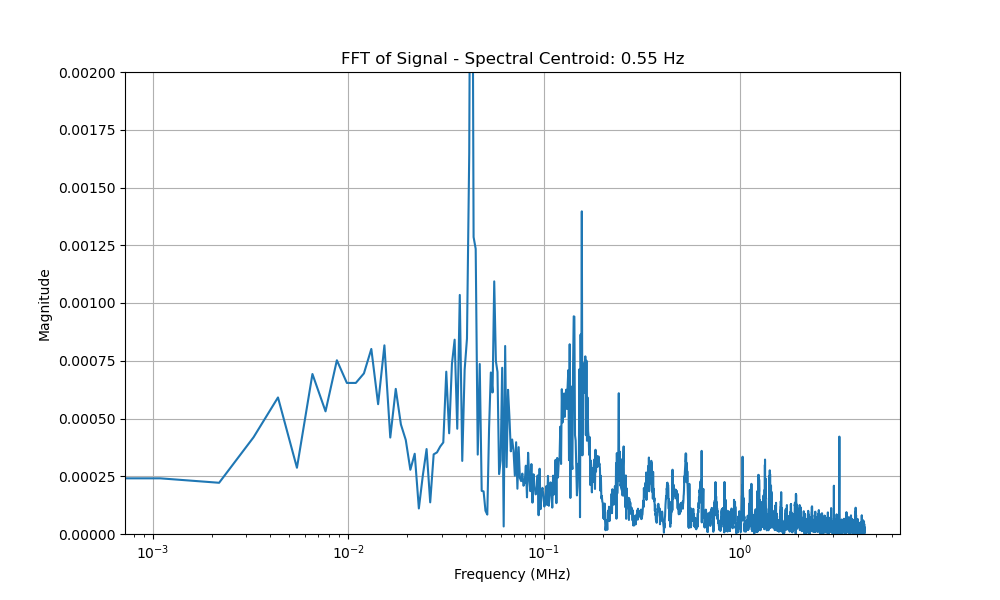 FFT of Signal - Spectral Centroid: 0.55 Hz
0.00200
0.00175
0.00150
0.00125
0.00100
0.00075
0.00050
0.00025
0.00000
Magnitude
10⁻³ 10⁻² 10⁻¹ 10⁰
Frequency (MHz)